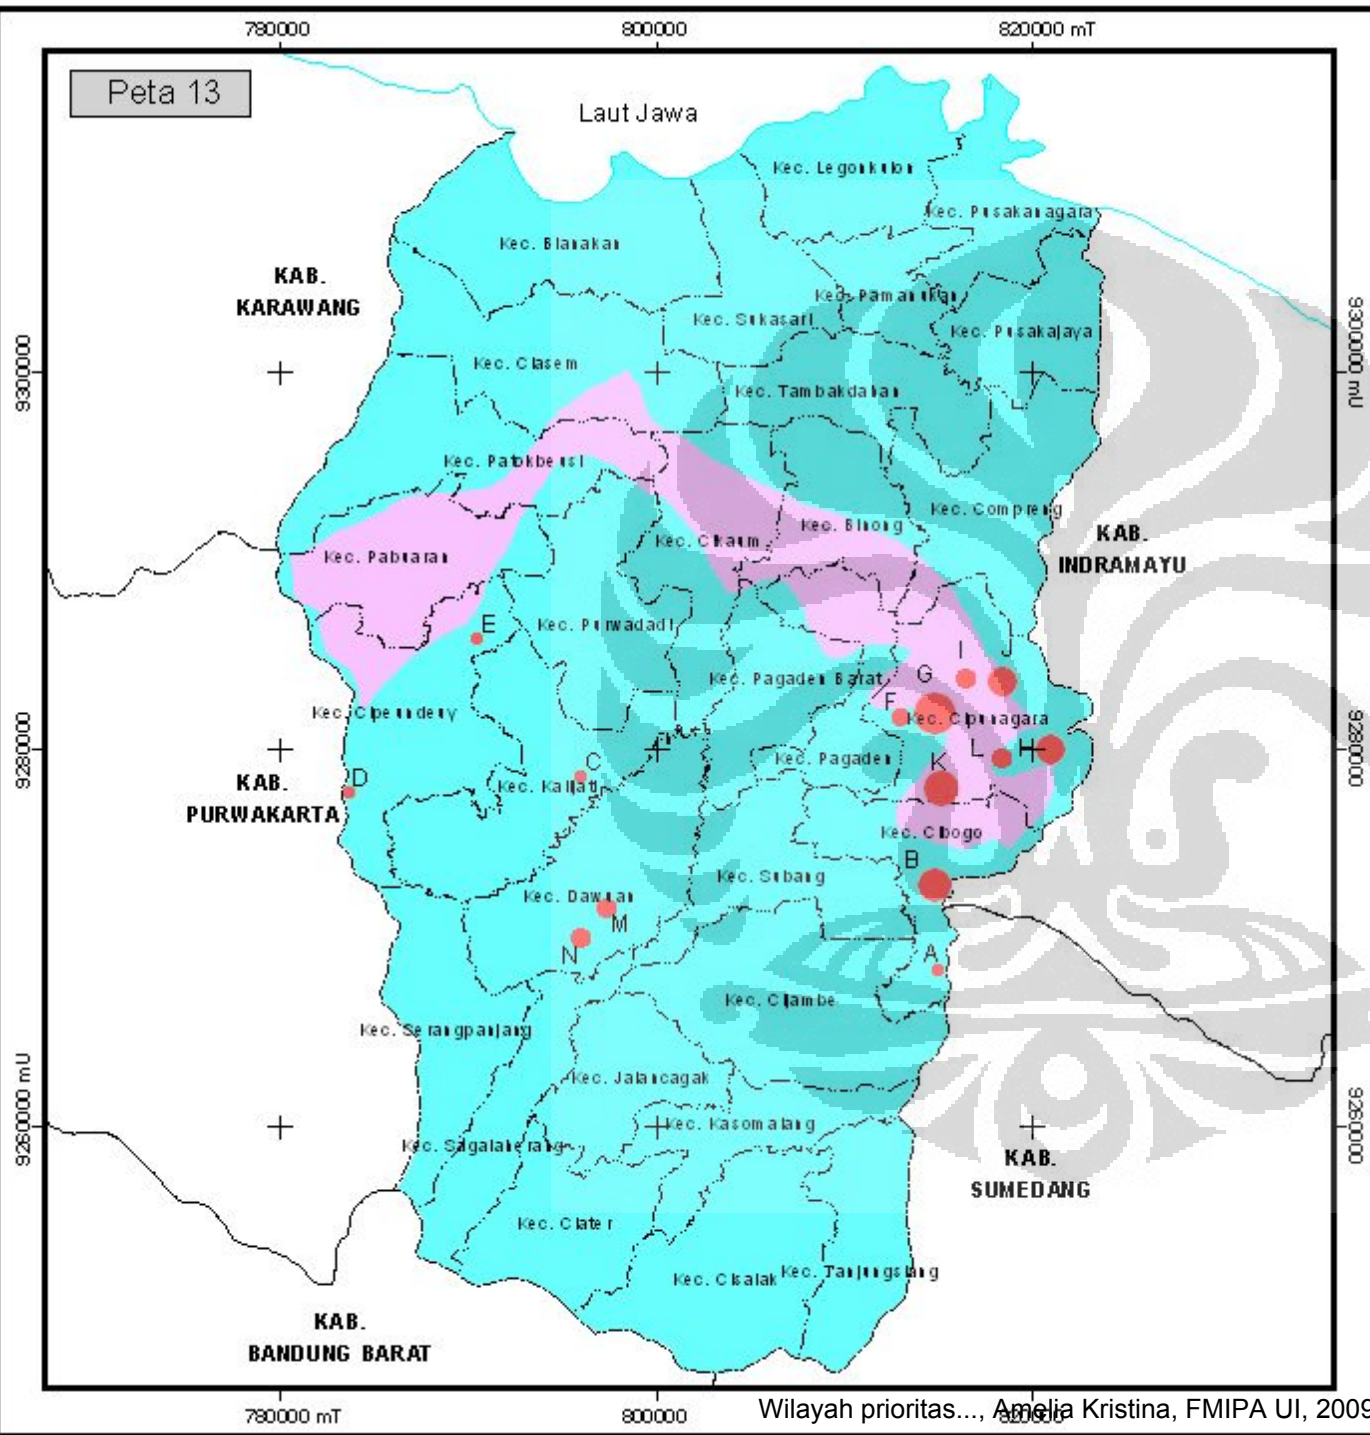 780000
800000
820000 mT
Peta 13
Laut Jawa
Kec. Legonkulon
Kec. Pusakanagara
Kec. Blanakan
KAB.
KARAWANG
Kec. Pamanukan
Kec. Sukasari
Kec. Pusakajaya
9300000
9300000 mU
Kec. Ciasem
Kec. Tambakdahan
Kec. Patokbeusi
Kec. Compreng
Kec. Binong
KAB.
INDRAMAYU
Kec. Cikaum
Kec. Pabuaran
E
Kec. Purwadadi
I
J
G
Kec. Pagaden Barat
F
Kec. Cipeundeuy
Kec. Cipunagara
9280000
9280000
L
H
Kec. Pagaden
K
C
D
Kec. Kalijati
KAB.
PURWAKARTA
Kec. Cibogo
B
Kec. Subang
Kec. Dawuan
M
N
A
Kec. Cijambe
Kec. Serangpanjang
Kec. Jalancagak
9260000 mU
9260000
Kec. Kasomalang
Kec. Sagalaherang
KAB.
SUMEDANG
Kec. Ciater
Kec. Cisalak
Kec. Tanjungsiang
KAB.
BANDUNG BARAT
780000 mT
800000
820000
Wilayah prioritas..., Amelia Kristina, FMIPA UI, 2009